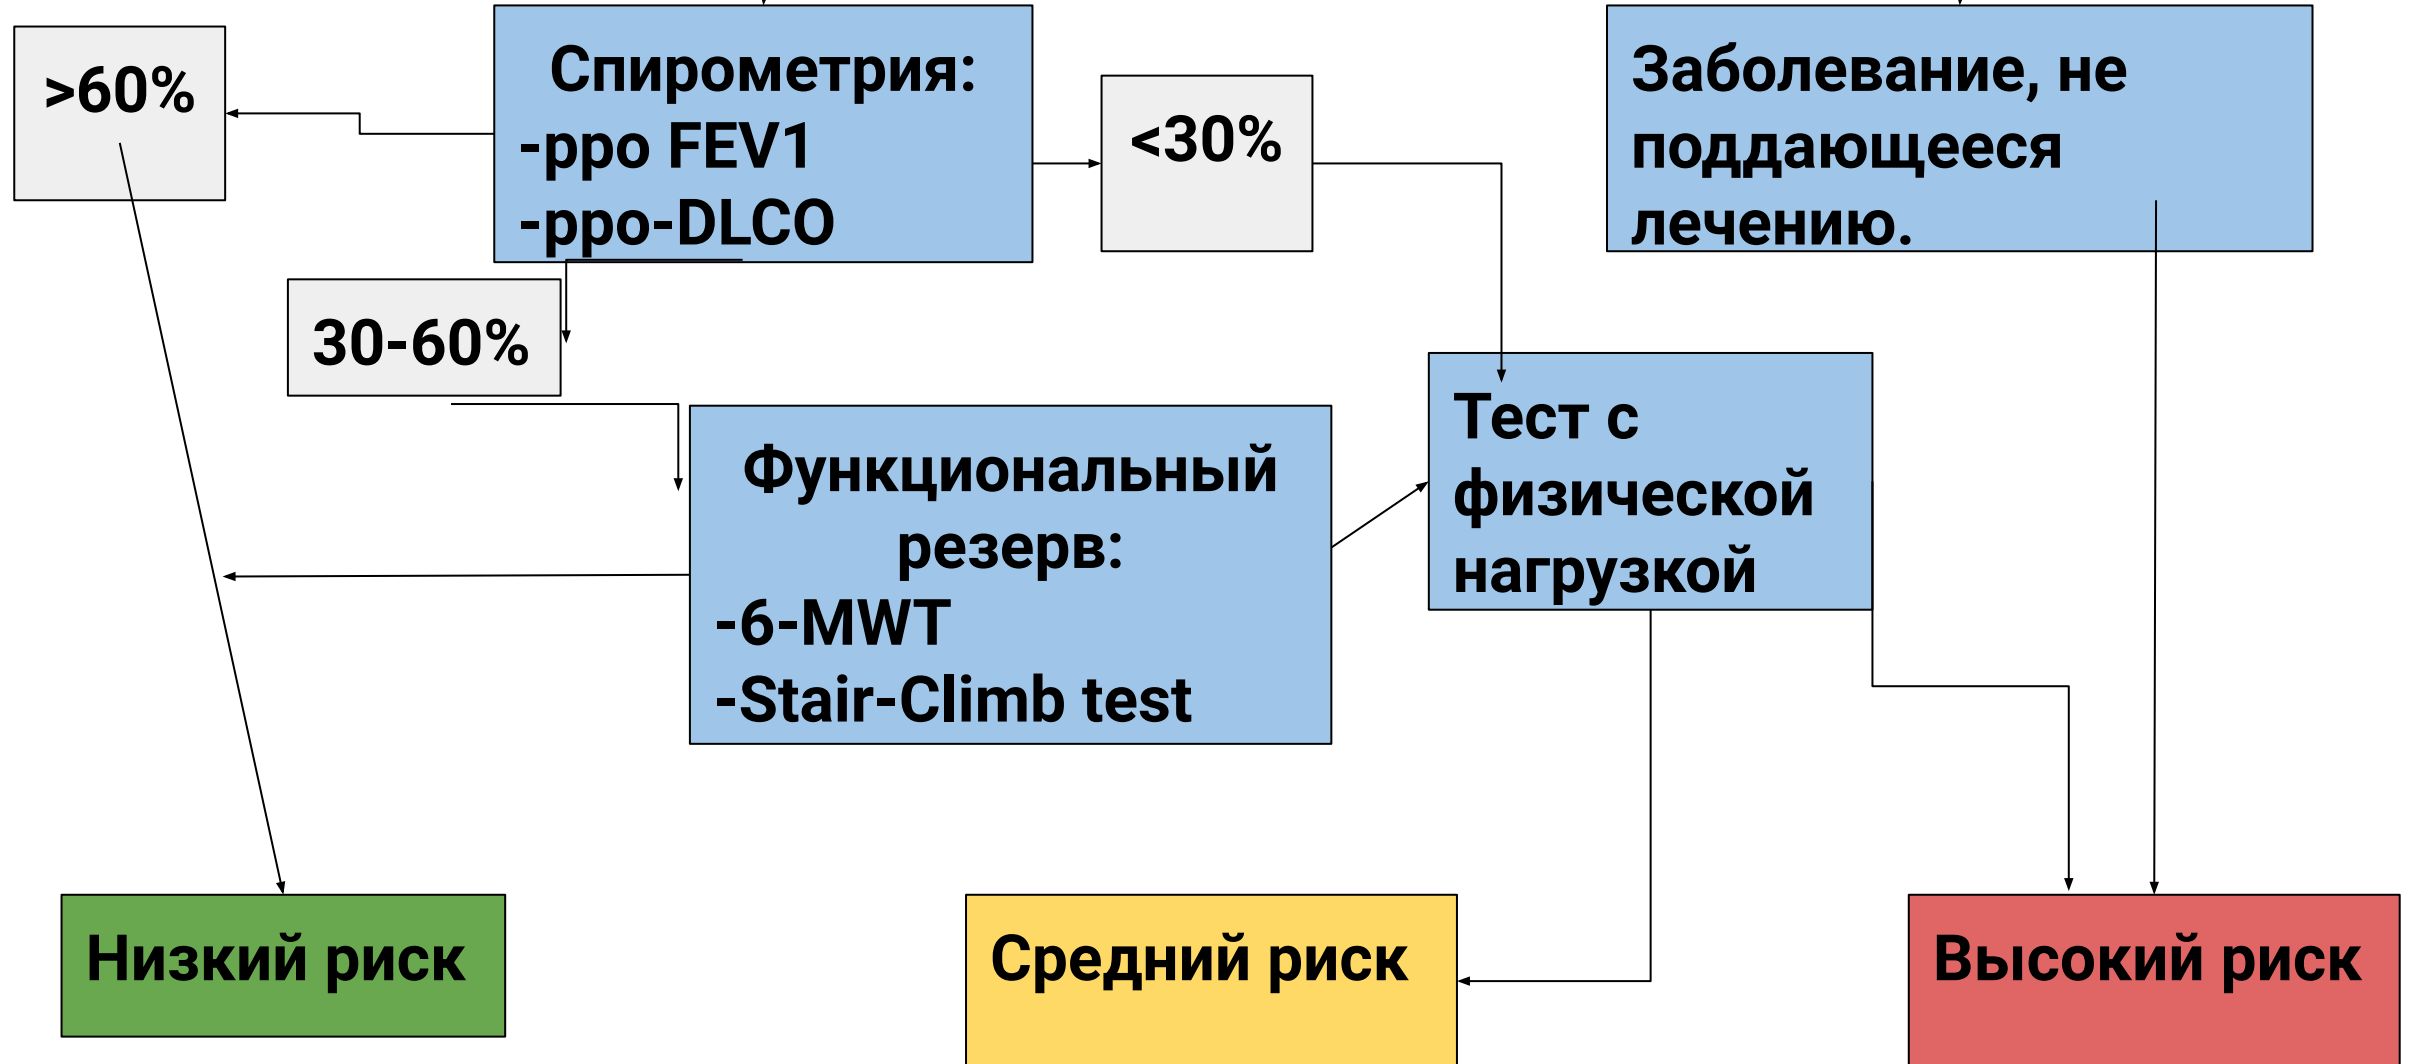 >60%
Спирометрия:
-ppo FEV1
-ppo-DLCO
<30%
Заболевание, не
поддающееся
лечению.
30-60%
Функциональный
резерв:
-6-MWT
-Stair-Climb test
Тест с
физической
нагрузкой
Низкий риск
Средний риск
Высокий риск